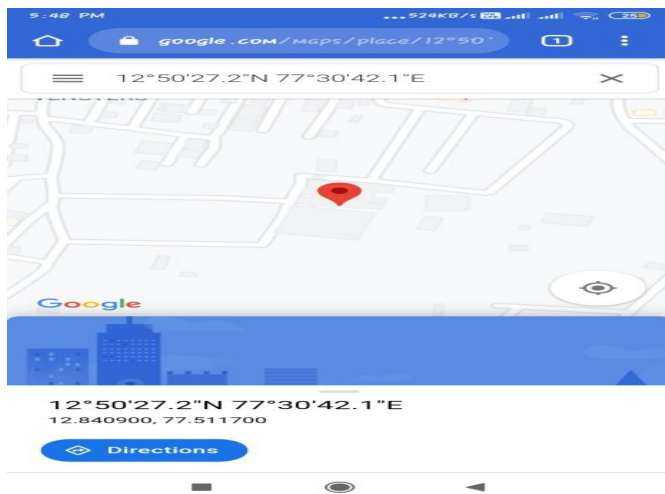 5:48 PM ...524KB/s 25
google.com/maps/place/12°50'
1
12°50'27.2"N 77°30'42.1"E
Google
12°50'27.2"N 77°30'42.1"E
12.840900, 77.511700
Directions